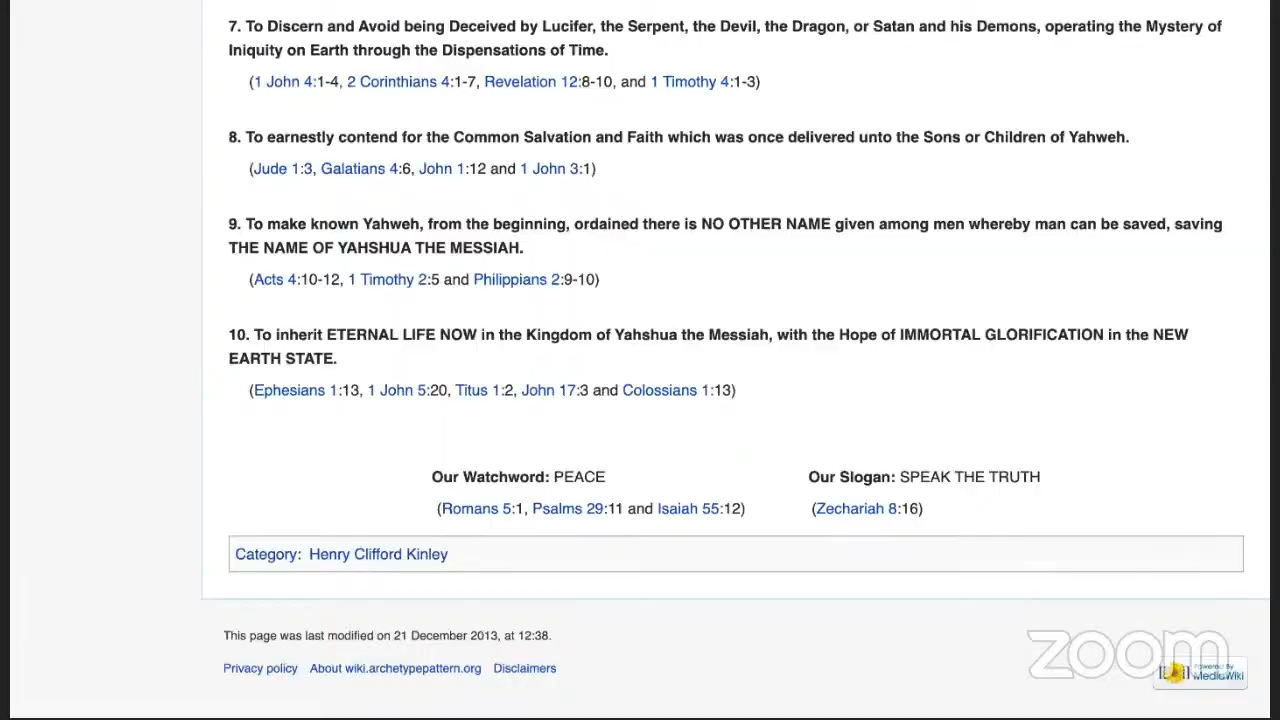 7. To Discern and Avoid being Deceived by Lucifer, the Serpent, the Devil, the Dragon, or Satan and his Demons, operating the Mystery of
Iniquity on Earth through the Dispensations of Time.
(1 John 4:1-4, 2 Corinthians 4:1-7, Revelation 12:8-10, and 1 Timothy 4:1-3)
8. To earnestly contend for the Common Salvation and Faith which was once delivered unto the Sons or Children of Yahweh.
(Jude 1:3, Galatians 4:6, John 1:12 and 1 John 3:1)
9. To make known Yahweh, from the beginning, ordained there is NO OTHER NAME given among men whereby man can be saved, saving
THE NAME OF YAHSHUA THE MESSIAH.
(Acts 4:10-12, 1 Timothy 2:5 and Philippians 2:9-10)
10. To inherit ETERNAL LIFE NOW in the Kingdom of Yahshua the Messiah, with the Hope of IMMORTAL GLORIFICATION in the NEW
EARTH STATE.
(Ephesians 1:13, 1 John 5:20, Titus 1:2, John 17:3 and Colossians 1:13)
Our Watchword: PEACE Our Slogan: SPEAK THE TRUTH
(Romans 5:1, Psalms 29:11 and Isaiah 55:12) (Zechariah 8:16)
Category: Henry Clifford Kinley
This page was last modified on 21 December 2013, at 12:38.
Privacy policy About wiki.archetypepattern.org Disclaimers
zoom
Powered By
MediaWiki